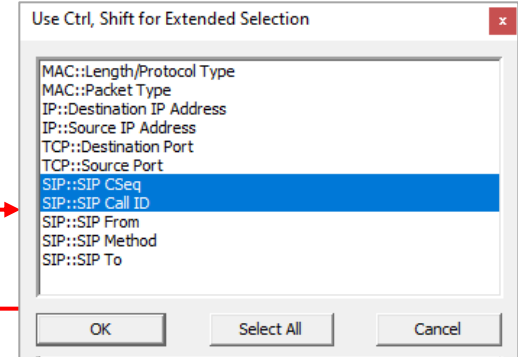 Use Ctrl, Shift for Extended Selection
x
MAC::Length/Protocol Type
MAC::Packet Type
IP::Destination IP Address
IP::Source IP Address
TCP::Destination Port
TCP::Source Port
SIP::SIP CSeq
SIP::SIP Call ID
SIP::SIP From
SIP::SIP Method
SIP::SIP To
OK Select All Cancel